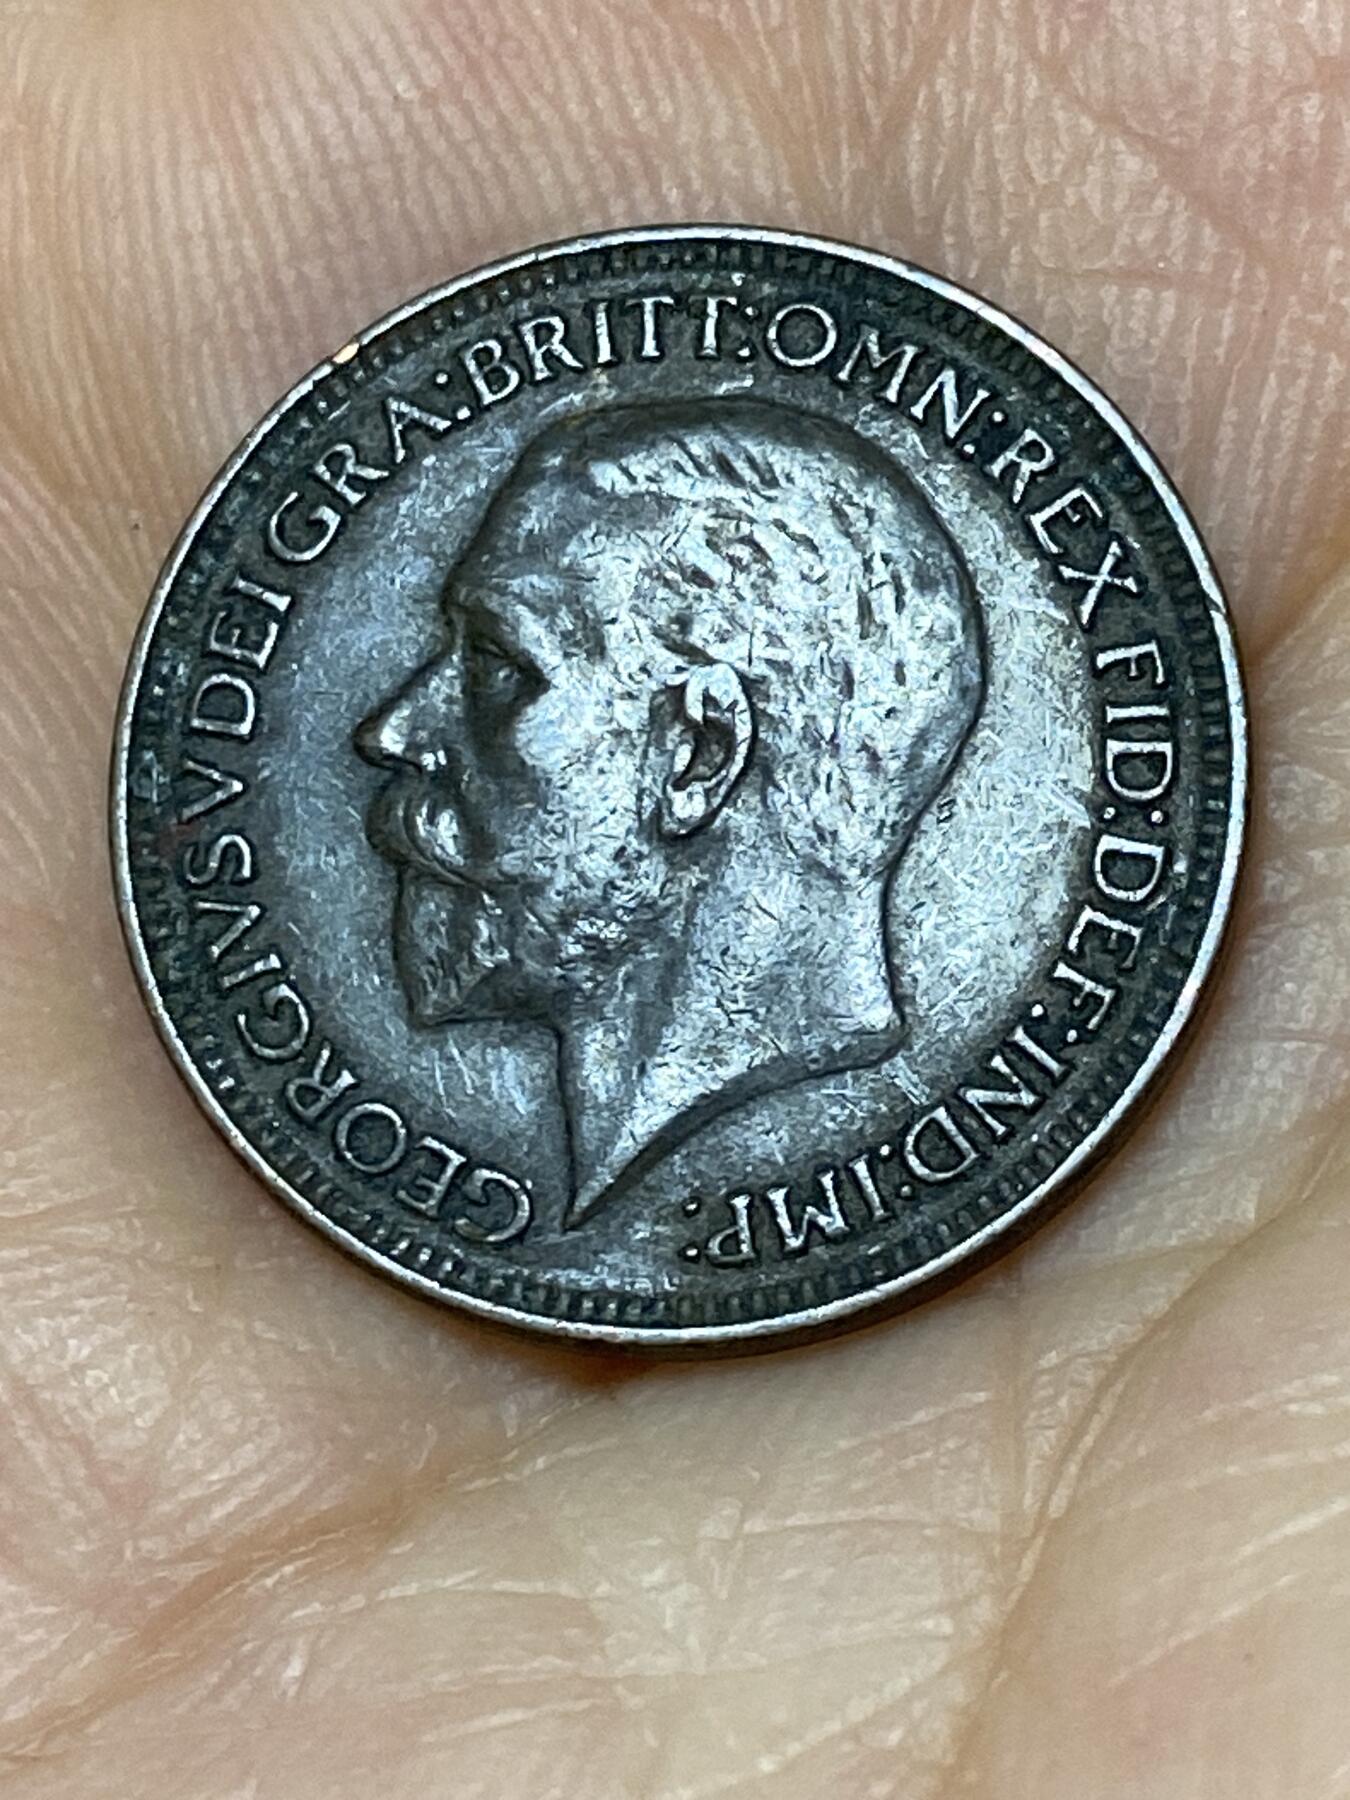 GEORGIVS V DEI GRA: BRITT: OMN: REX FID: DEF: IND: IMP: